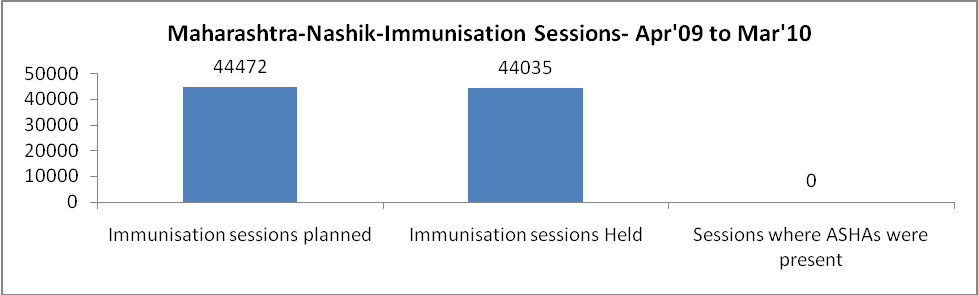 Maharashtra-Nashik-Immunisation Sessions- Apr'09 to Mar'10
44472
44035
50000
40000
30000
20000
10000
0
0
Immunisation sessions planned
Immunisation sessions Held
Sessions where ASHAs were
present